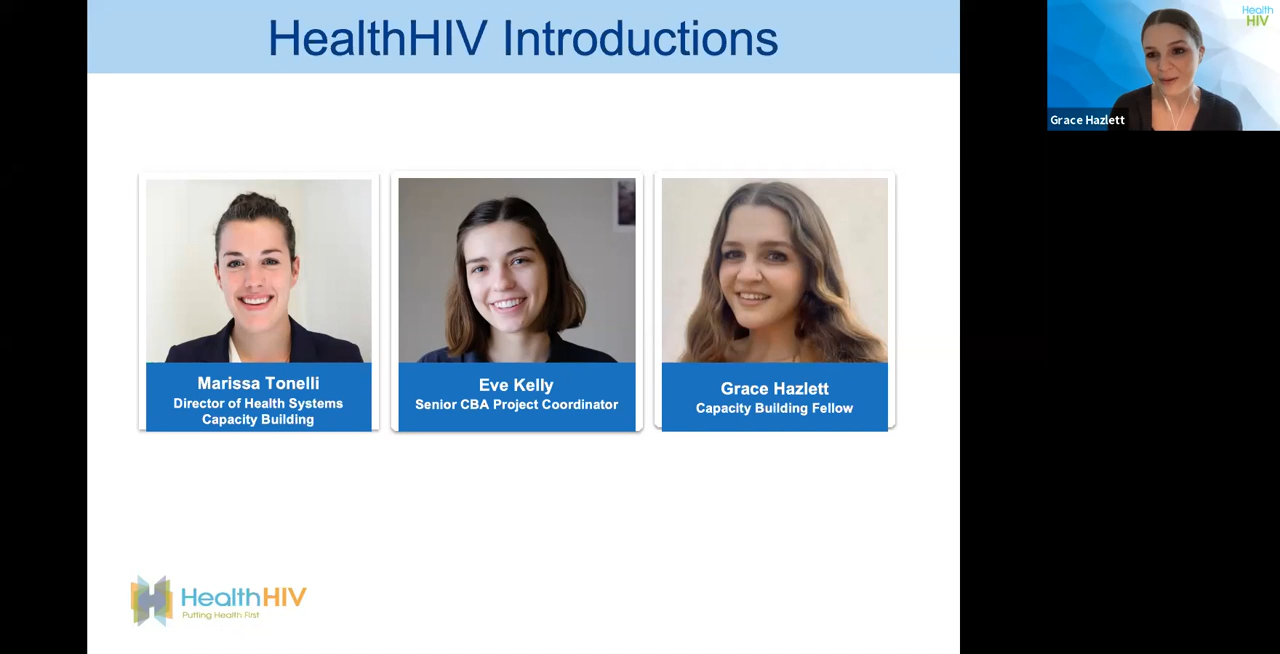 HealthHIV Introductions
Health
HIV
Grace Hazlett
Marissa Tonelli
Director of Health Systems
Capacity Building
Eve Kelly
Senior CBA Project Coordinator
Grace Hazlett
Capacity Building Fellow
HealthHIV
Putting Health First